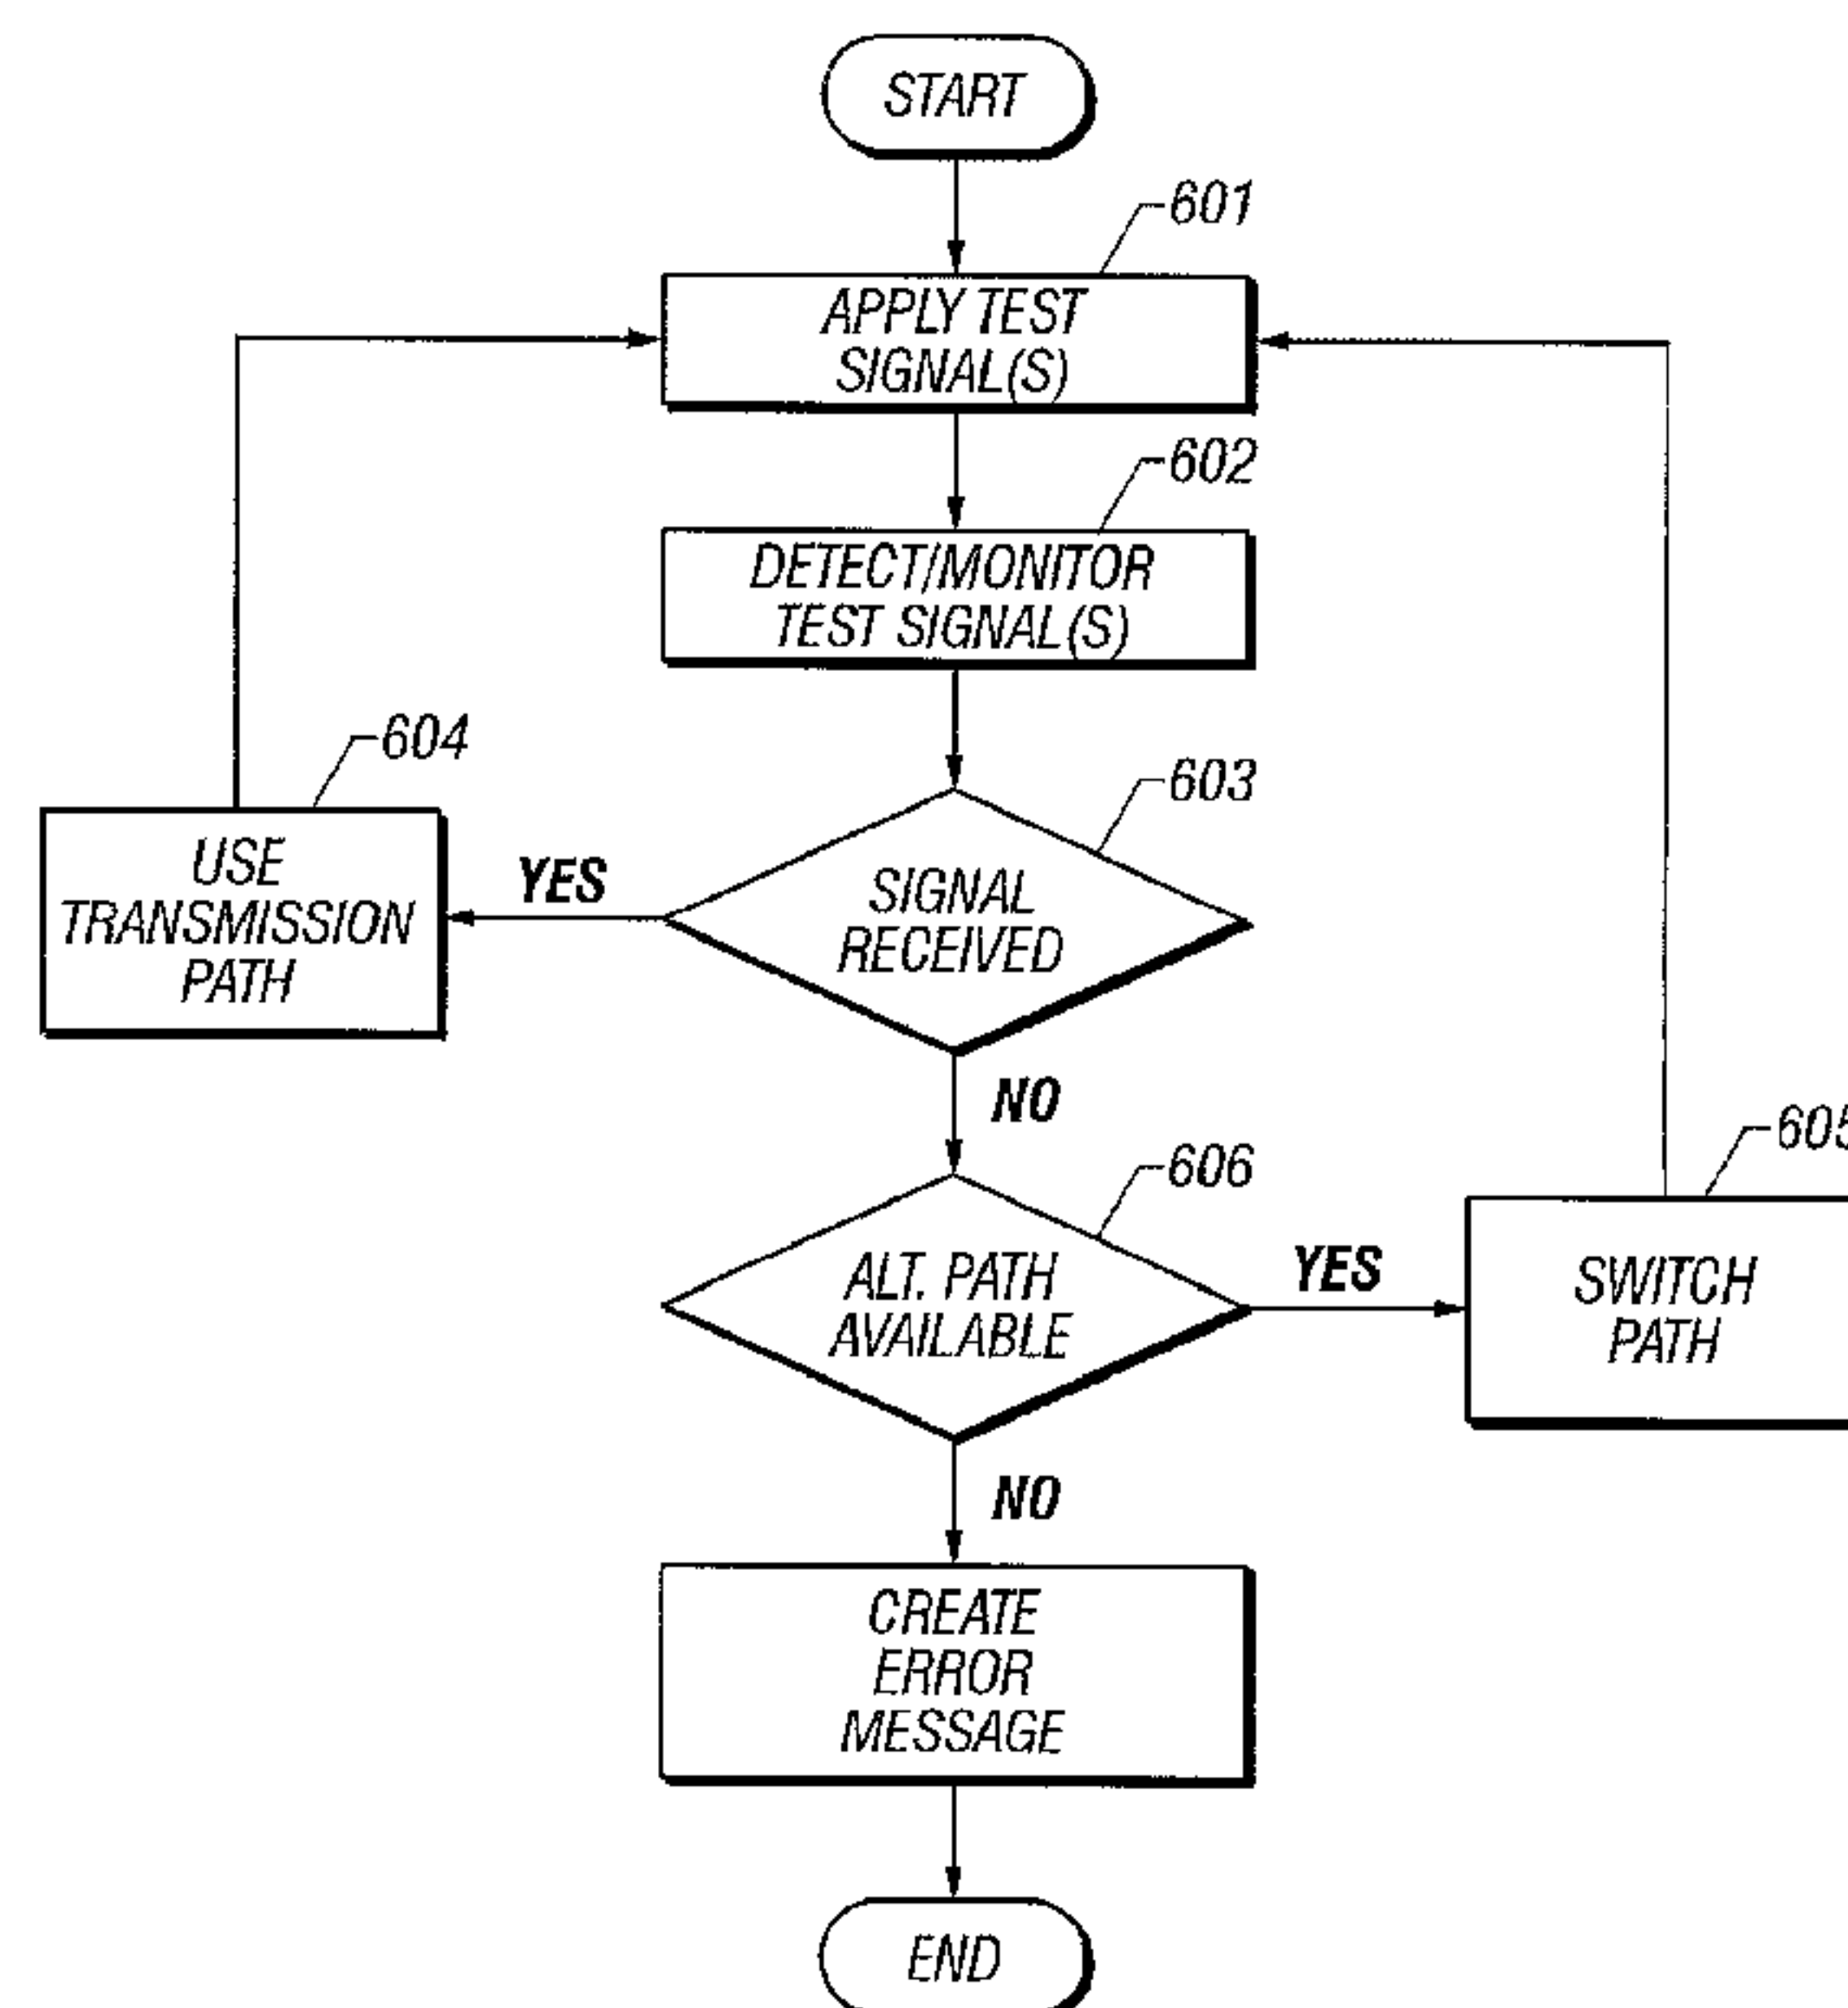 START
601
APPLY TEST
SIGNAL(S)
602
DETECT/MONITOR
TEST SIGNAL(S)
604
603
USE
TRANSMISSION
PATH
YES
SIGNAL
RECEIVED
NO
605
606
ALT. PATH
AVAILABLE
YES
SWITCH
PATH
NO
CREATE
ERROR
MESSAGE
END